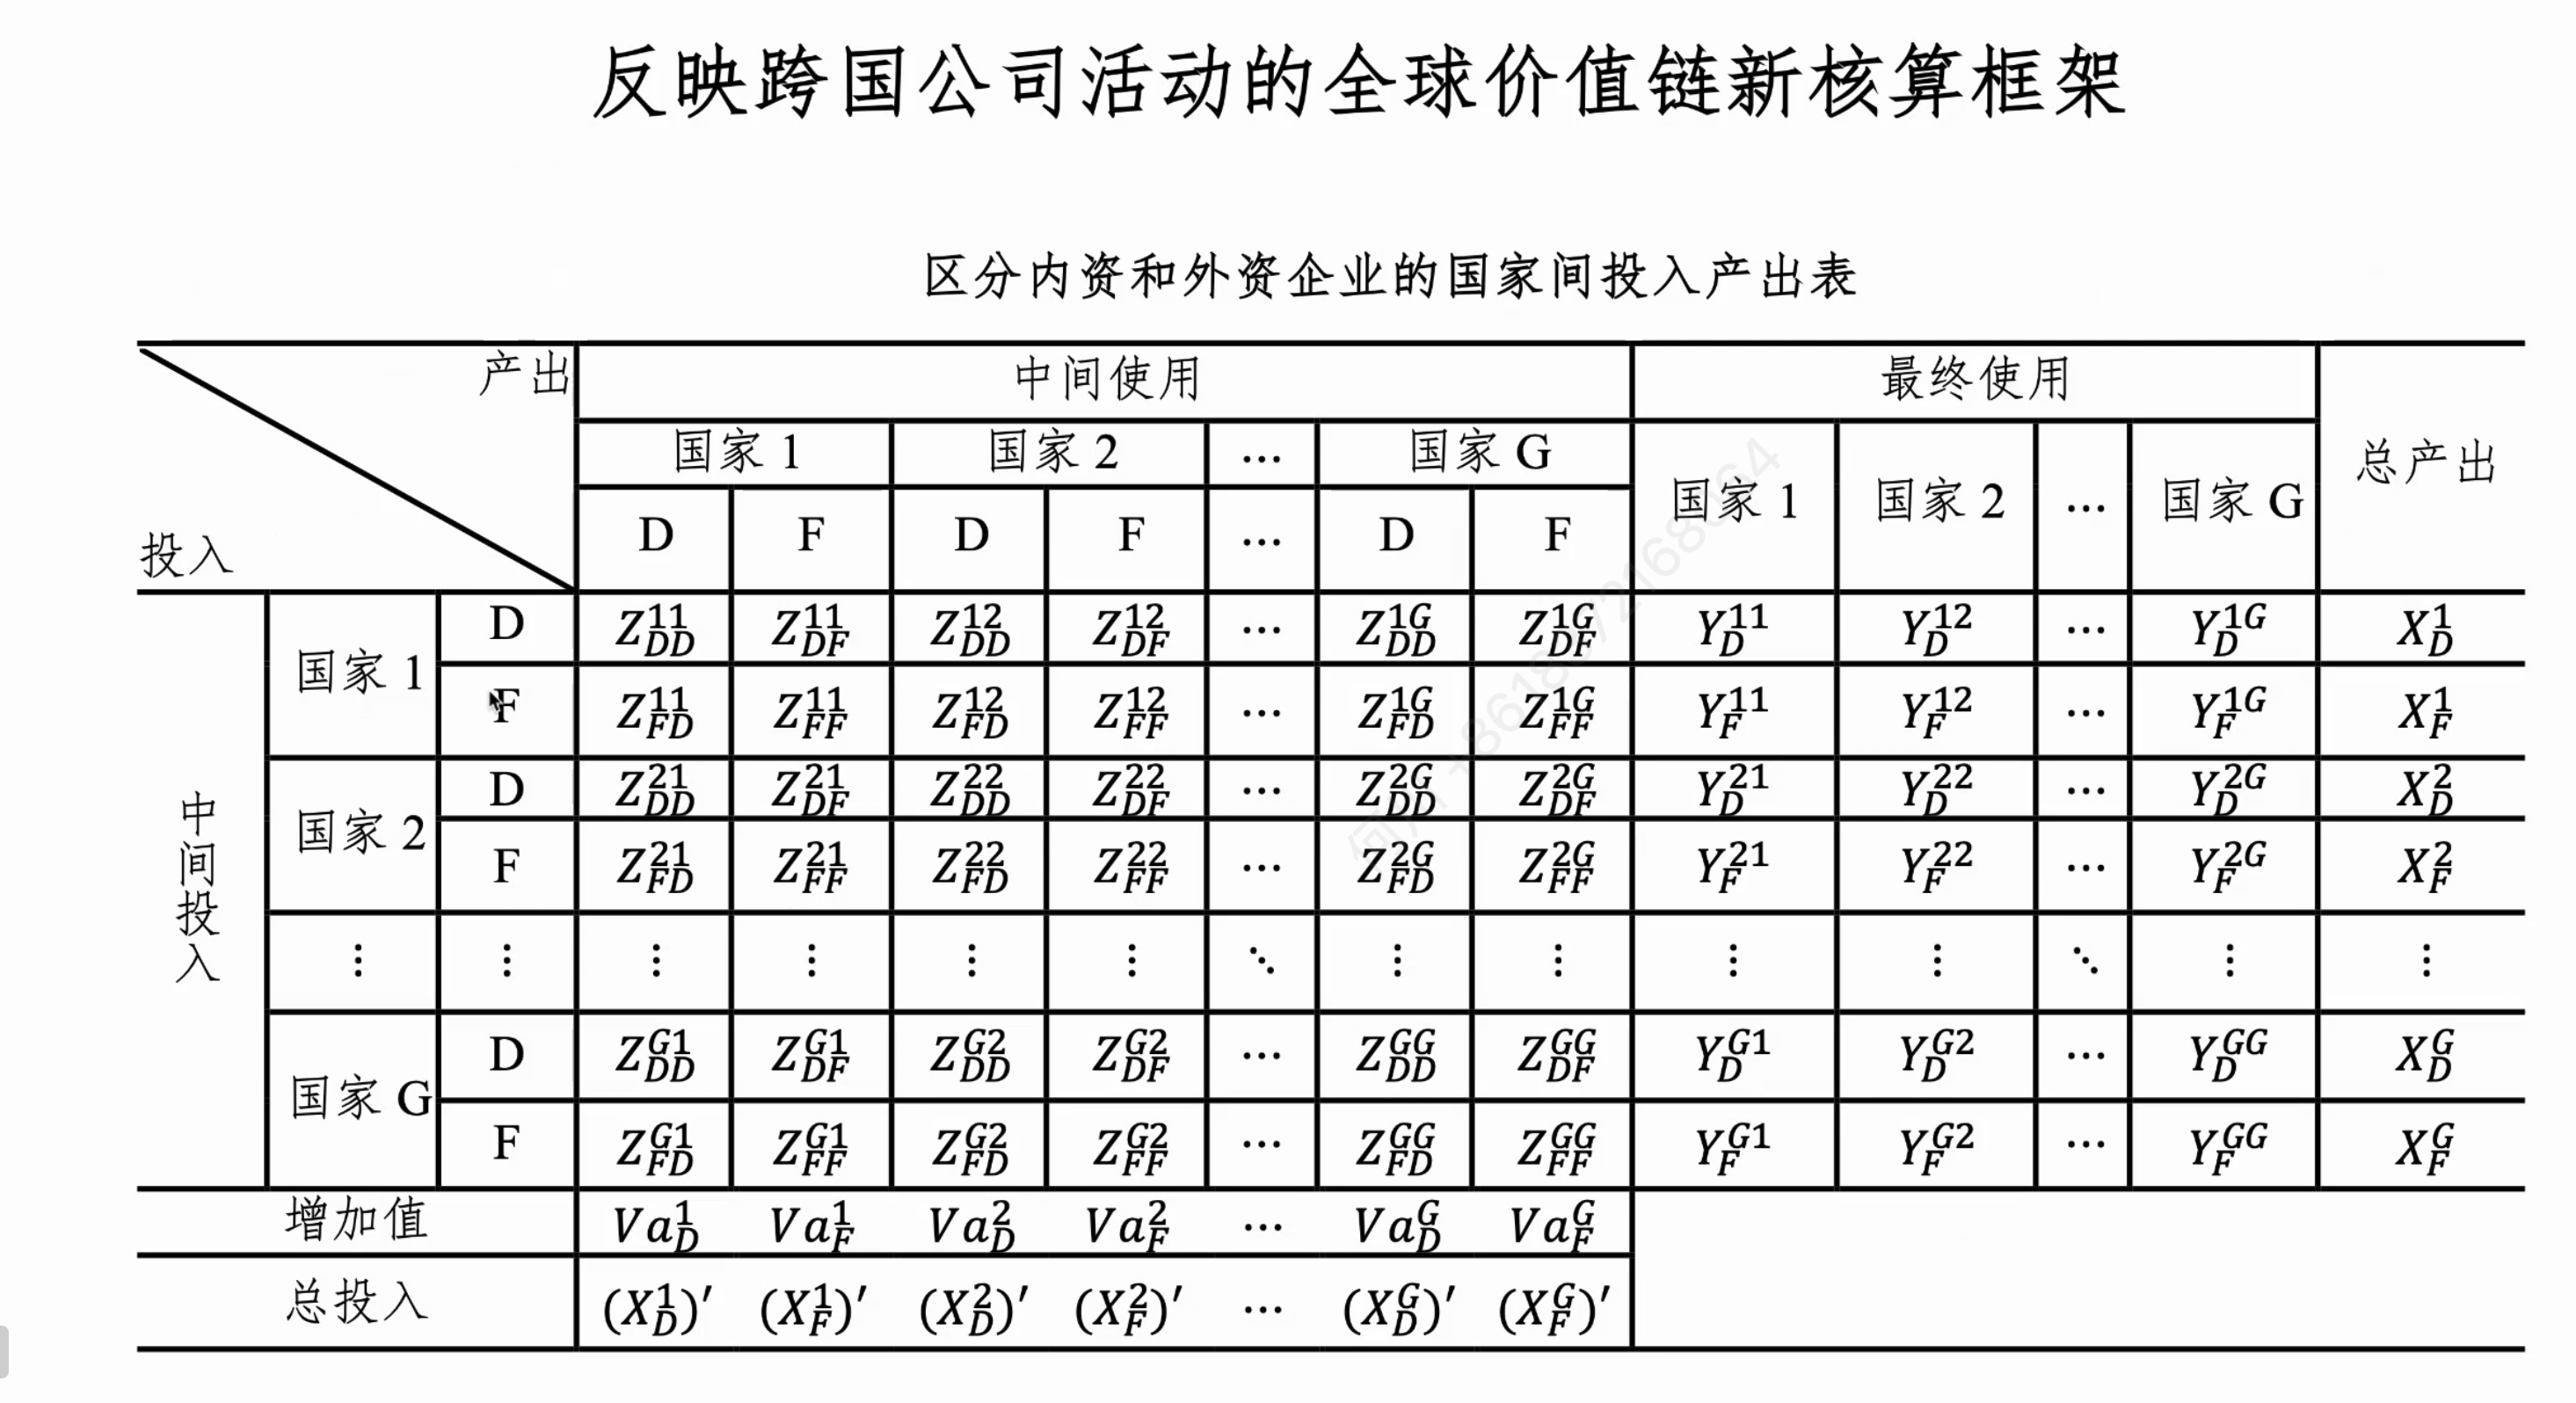 反映跨国公司活动的全球价值链新核算框架
区分内资和外资企业的国家间投入产出表
产出 中间使用 最终使用 总产出
国家 1 国家 2 ⋯ 国家 G 国家 1 国家 2 ⋯ 国家 G
投入 D F D F ⋯ D F
中间投入
国家 1 D Z_{DD}^{11} Z_{DF}^{11} Z_{DD}^{12} Z_{DF}^{12} ⋯ Z_{DD}^{1G} Z_{DF}^{1G} Y_D^{11} Y_D^{12} ⋯ Y_D^{1G} X_D^1
F Z_{FD}^{11} Z_{FF}^{11} Z_{FD}^{12} Z_{FF}^{12} ⋯ Z_{FD}^{1G} Z_{FF}^{1G} Y_F^{11} Y_F^{12} ⋯ Y_F^{1G} X_F^1
国家 2 D Z_{DD}^{21} Z_{DF}^{21} Z_{DD}^{22} Z_{DF}^{22} ⋯ Z_{DD}^{2G} Z_{DF}^{2G} Y_D^{21} Y_D^{22} ⋯ Y_D^{2G} X_D^2
F Z_{FD}^{21} Z_{FF}^{21} Z_{FD}^{22} Z_{FF}^{22} ⋯ Z_{FD}^{2G} Z_{FF}^{2G} Y_F^{21} Y_F^{22} ⋯ Y_F^{2G} X_F^2
⋮ ⋮ ⋮ ⋮ ⋮ ⋮ ⋱ ⋮ ⋮ ⋮ ⋮ ⋱ ⋮ ⋮
国家 G D Z_{DD}^{G1} Z_{DF}^{G1} Z_{DD}^{G2} Z_{DF}^{G2} ⋯ Z_{DD}^{GG} Z_{DF}^{GG} Y_D^{G1} Y_D^{G2} ⋯ Y_D^{GG} X_D^G
F Z_{FD}^{G1} Z_{FF}^{G1} Z_{FD}^{G2} Z_{FF}^{G2} ⋯ Z_{FD}^{GG} Z_{FF}^{GG} Y_F^{G1} Y_F^{G2} ⋯ Y_F^{GG} X_F^G
增加值 Va_D^1 Va_F^1 Va_D^2 Va_F^2 ⋯ Va_D^G Va_F^G
总投入 (X_D^1)′ (X_F^1)′ (X_D^2)′ (X_F^2)′ ⋯ (X_D^G)′ (X_F^G)′